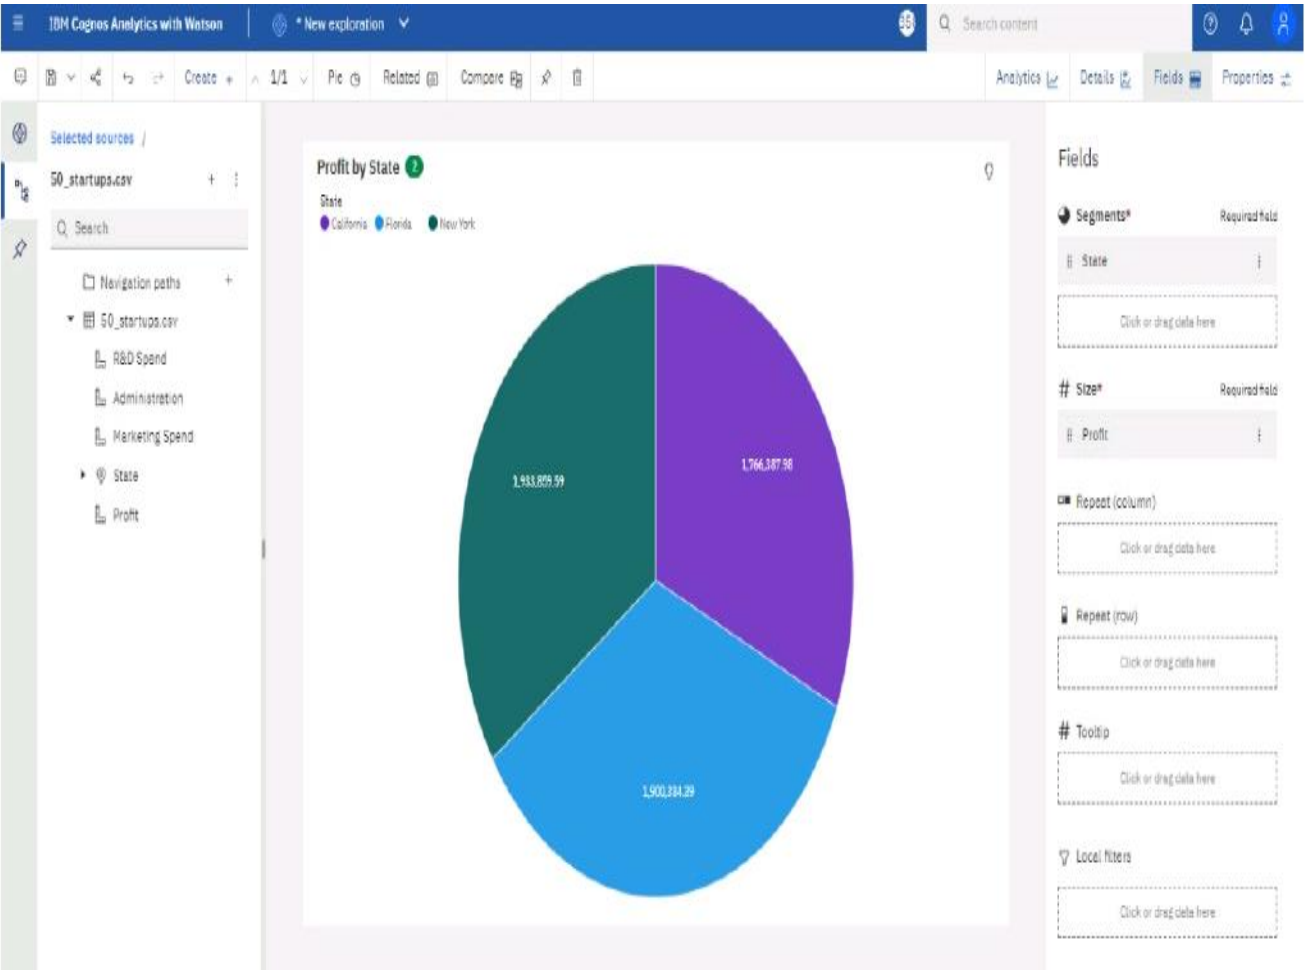 IBM Cognos Analytics with Watson
* New exploration
Search content
Create +
1/1
Pie
Related
Compare
Analytics
Details
Fields
Properties
Selected sources /
50_startups.csv
Search
Navigation paths
50_startups.csv
R&D Spend
Administration
Marketing Spend
State
Profit
Profit by State 2
State
California Florida New York
1,766,387.98
1,900,384.39
Fields
Segments* Required field
State
Click or drag data here
# Size* Required field
Profit
Repeat (column)
Click or drag data here
Repeat (row)
Click or drag data here
# Tooltip
Click or drag data here
Local filters
Click or drag data here